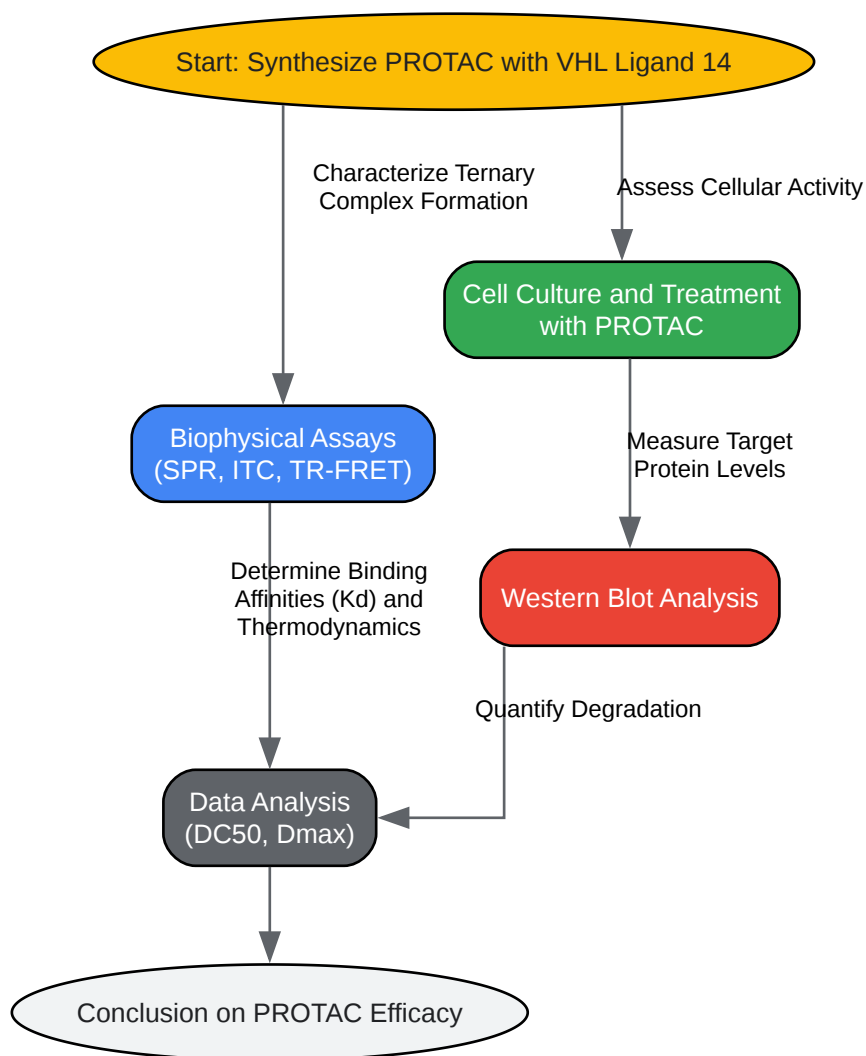 Start: Synthesize PROTAC with VHL Ligand 14
Characterize Ternary
Complex Formation
Assess Cellular Activity
Cell Culture and Treatment
with PROTAC
Biophysical Assays
(SPR, ITC, TR-FRET)
Measure Target
Protein Levels
Determine Binding
Affinities (Kd) and
Thermodynamics
Western Blot Analysis
Quantify Degradation
Data Analysis
(DC50, Dmax)
Conclusion on PROTAC Efficacy